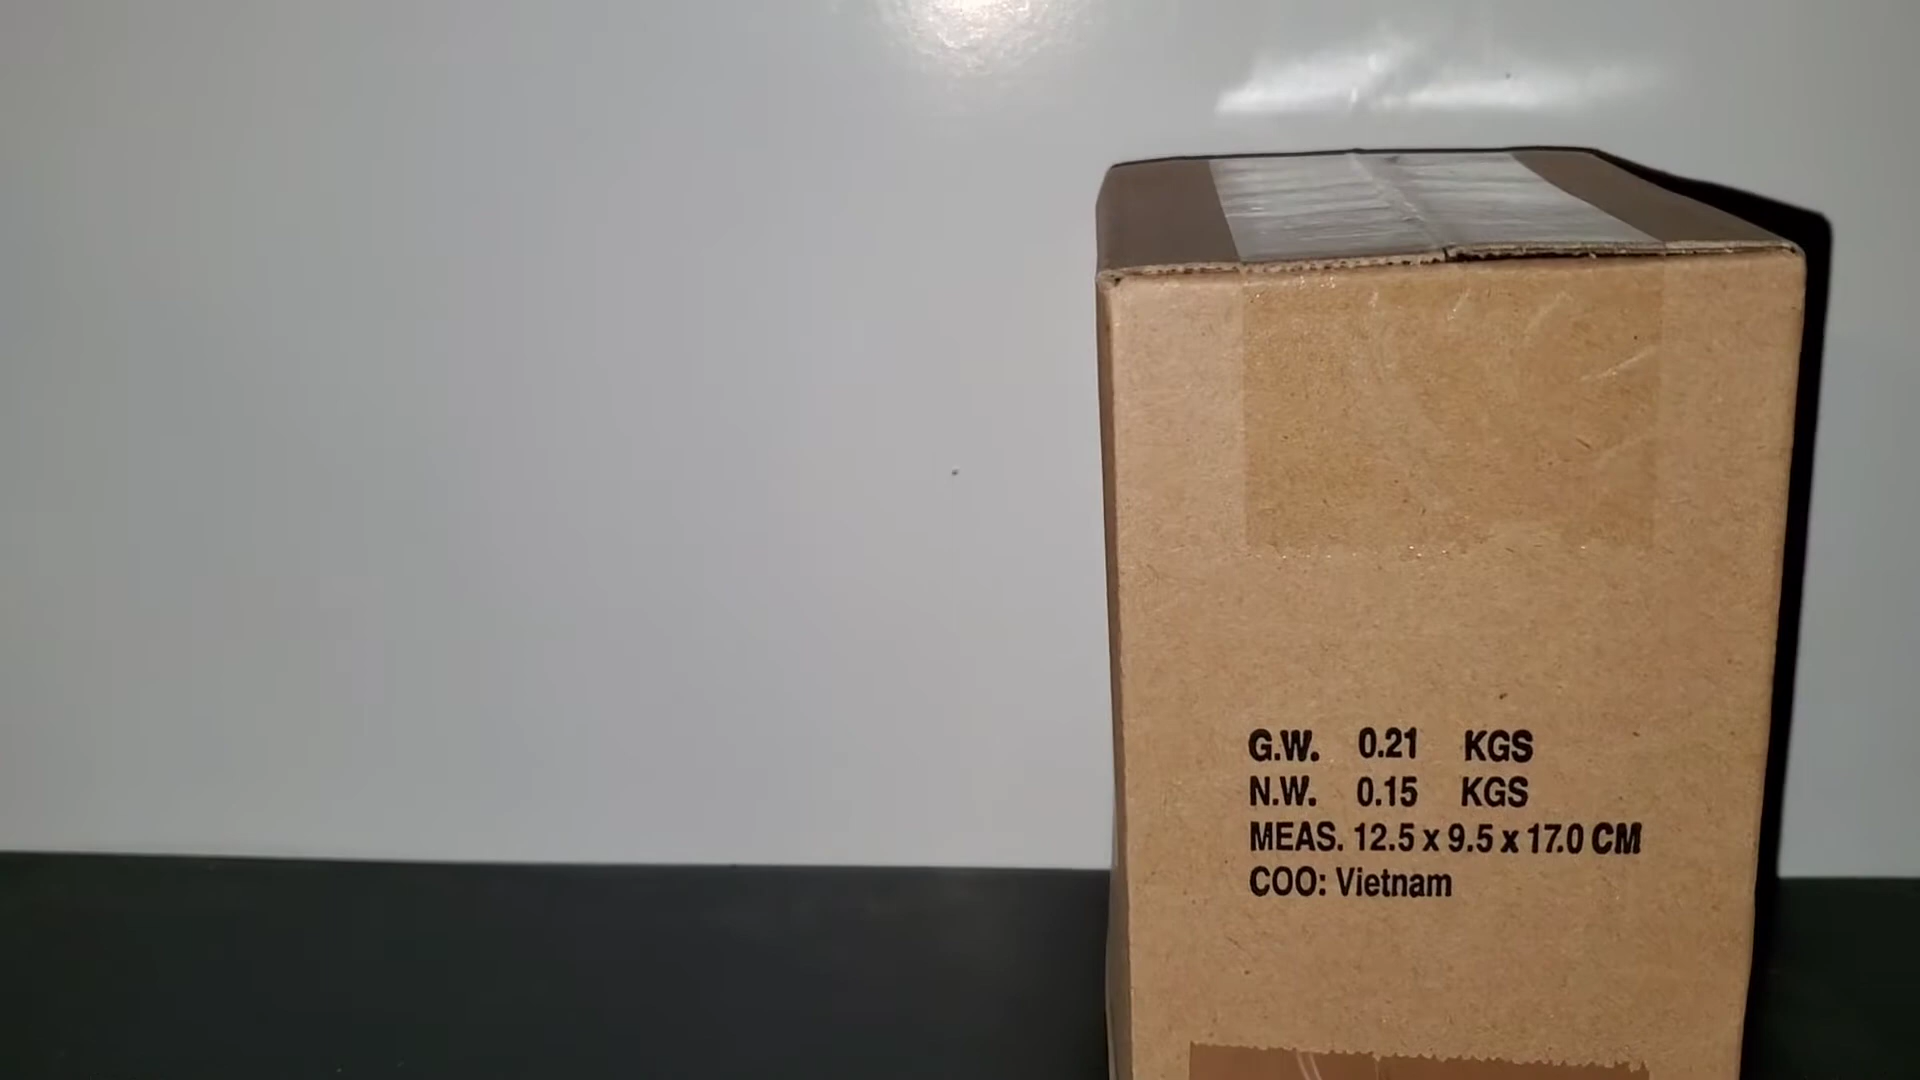 G.W. 0.21 KGS
N.W. 0.15 KGS
MEAS. 12.5 x 9.5 x 17.0 CM
COO: Vietnam